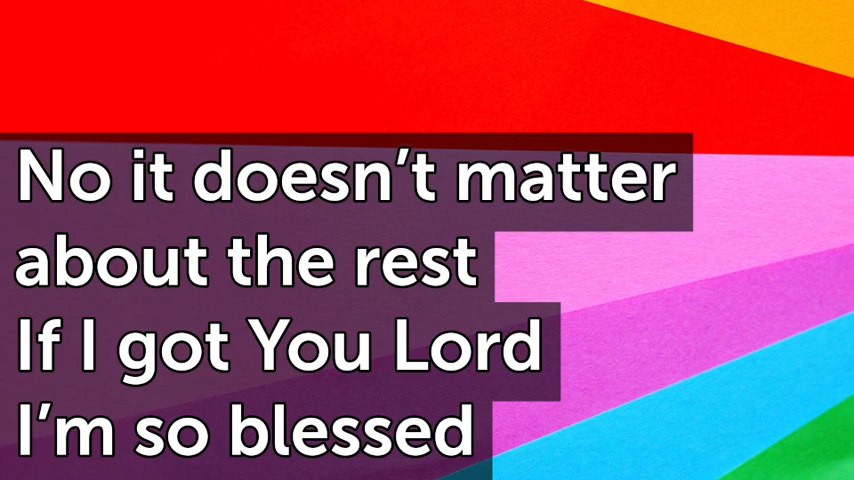 No it doesn’t matter
about the rest
If I got You Lord
I’m so blessed